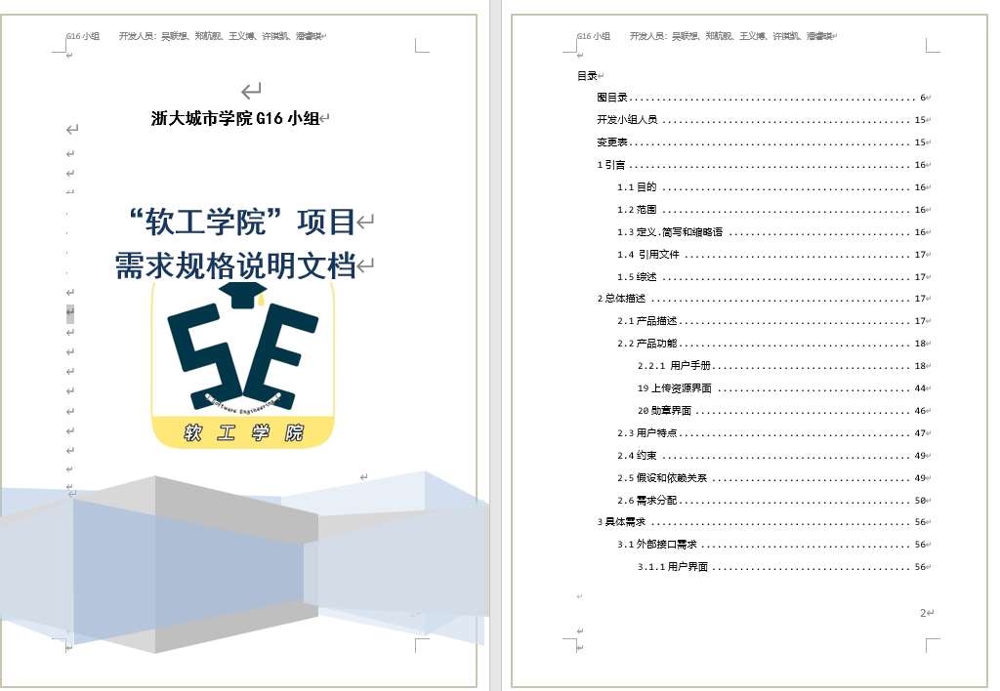 G16 小组 开发人员：吴联想、郑航舰、王义博、许淇凯、潘睿琪
浙大城市学院 G16 小组
“软工学院”项目
需求规格说明文档
SE
Software Engineering
软工学院
G16 小组 开发人员：吴联想、郑航舰、王义博、许淇凯、潘睿琪
目录
图目录 6
开发小组人员 15
变更表 15
1 引言 16
1.1 目的 16
1.2 范围 16
1.3 定义.简写和缩略语 16
1.4 引用文件 17
1.5 综述 17
2 总体描述 17
2.1 产品描述 17
2.2 产品功能 18
2.2.1 用户手册 18
19 上传资源界面 44
20 勋章界面 46
2.3 用户特点 47
2.4 约束 49
2.5 假设和依赖关系 49
2.6 需求分配 50
3 具体需求 56
3.1 外部接口需求 56
3.1.1 用户界面 56
2